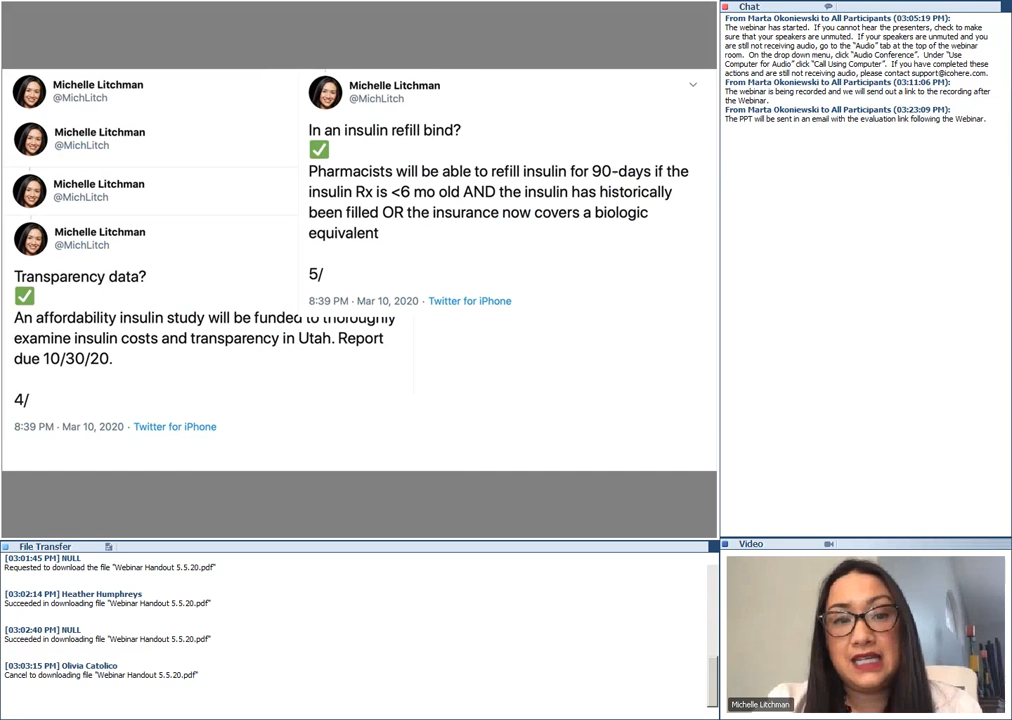 Michelle Litchman
@MichLitch
Michelle Litchman
@MichLitch
Michelle Litchman
@MichLitch
Michelle Litchman
@MichLitch
Transparency data?
✅
An affordability insulin study will be funded to thoroughly
examine insulin costs and transparency in Utah. Report
due 10/30/20.
4/
8:39 PM · Mar 10, 2020 · Twitter for iPhone
Michelle Litchman
@MichLitch
In an insulin refill bind?
✅
Pharmacists will be able to refill insulin for 90-days if the
insulin Rx is <6 mo old AND the insulin has historically
been filled OR the insurance now covers a biologic
equivalent
5/
8:39 PM · Mar 10, 2020 · Twitter for iPhone
Chat
From Marta Okoniewski to All Participants (03:05:19 PM):
The webinar has started. If you cannot hear the presenters, check to make
sure that your speakers are unmuted. If your speakers are unmuted and you
are still not receiving audio, go to the "Audio" tab at the top of the webinar
room. On the drop down menu, click "Audio Conference". Under "Use
Computer for Audio" click "Call Using Computer". If you have completed these
actions and are still not receiving audio, please contact support@icohere.com.
From Marta Okoniewski to All Participants (03:11:06 PM):
The webinar is being recorded and we will send out a link to the recording after
the Webinar.
From Marta Okoniewski to All Participants (03:23:09 PM):
The PPT will be sent in an email with the evaluation link following the Webinar.
File Transfer
[03:01:45 PM] NULL
Requested to download the file "Webinar Handout 5.5.20.pdf"
[03:02:14 PM] Heather Humphreys
Succeeded in downloading file "Webinar Handout 5.5.20.pdf"
[03:02:40 PM] NULL
Succeeded in downloading file "Webinar Handout 5.5.20.pdf"
[03:03:15 PM] Olivia Catolico
Cancel to downloading file "Webinar Handout 5.5.20.pdf"
Video
Michelle Litchman